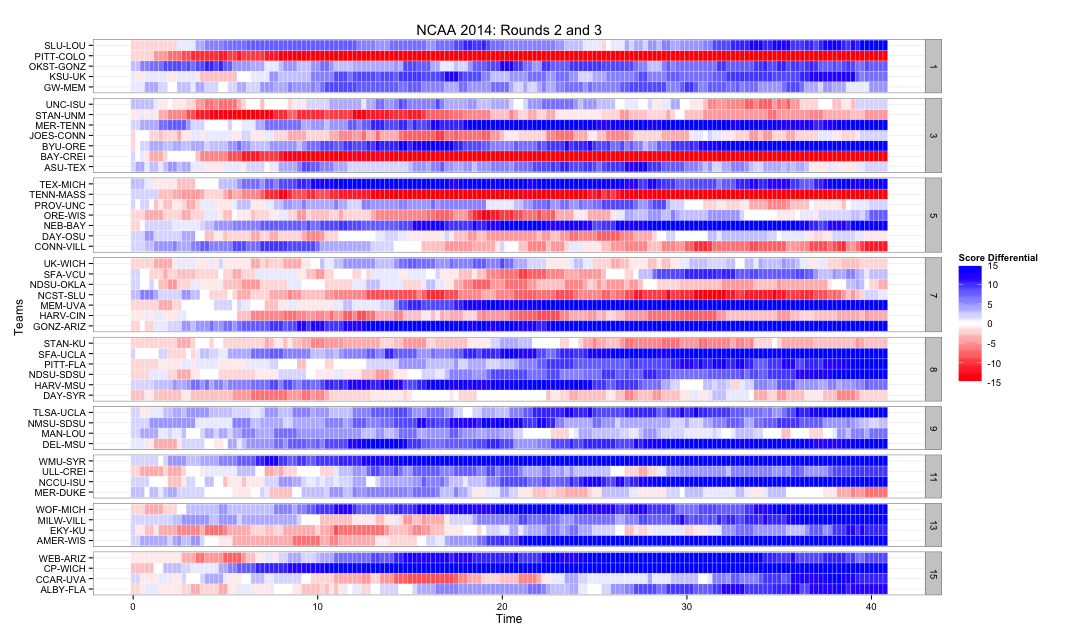 NCAA 2014: Rounds 2 and 3
SLU-LOU
PITT-COLO
OKST-GONZ
KSU-UK
GW-MEM
1
UNC-ISU
STAN-UNM
MER-TENN
JOES-CONN
BYU-ORE
BAY-CREI
ASU-TEX
3
TEX-MICH
TENN-MASS
PROV-UNC
ORE-WIS
NEB-BAY
DAY-OSU
CONN-VILL
5
UK-WICH
SFA-VCU
NDSU-OKLA
NCST-SLU
MEM-UVA
HARV-CIN
GONZ-ARIZ
7
STAN-KU
SFA-UCLA
PITT-FLA
NDSU-SDSU
HARV-MSU
DAY-SYR
8
TLSA-UCLA
NMSU-SDSU
MAN-LOU
DEL-MSU
9
WMU-SYR
ULL-CREI
NCCU-ISU
MER-DUKE
11
WOF-MICH
MILW-VILL
EKY-KU
AMER-WIS
13
WEB-ARIZ
CP-WICH
CCAR-UVA
ALBY-FLA
15
Teams
0 10 20 30 40
Time
Score Differential
15
10
5
0
-5
-10
-15